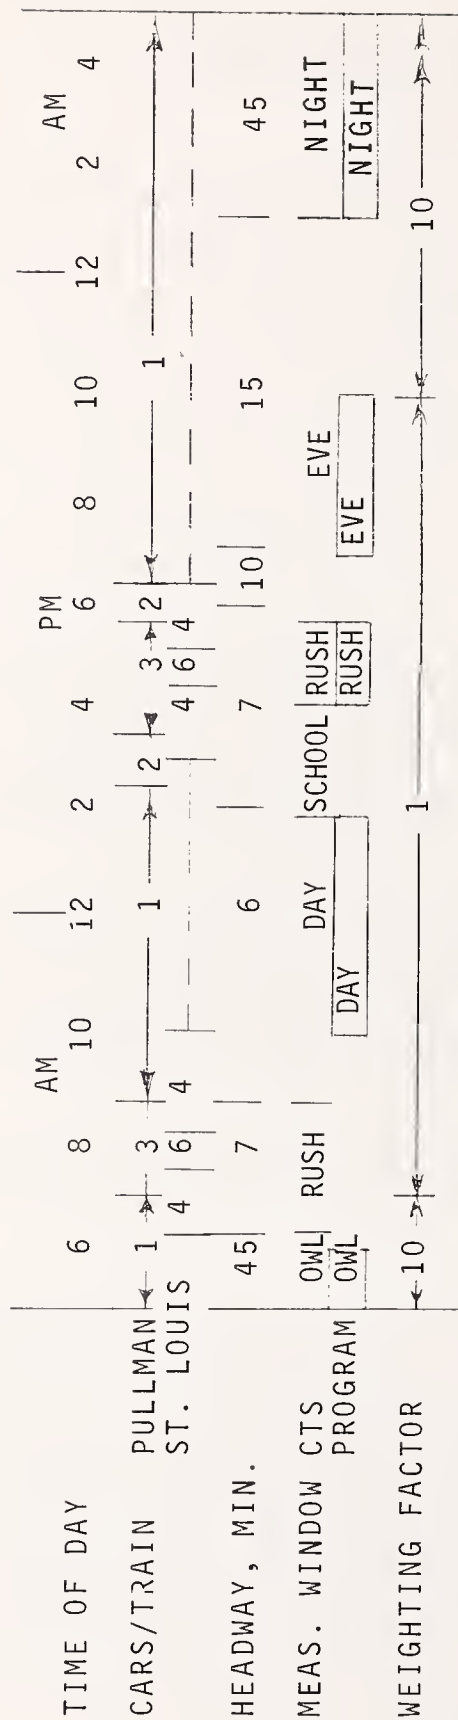 AM PM AM
TIME OF DAY 6 8 10 12 2 4 6 8 10 12 2 4
CARS/TRAIN PULLMAN 1 3 1 2 3 2 1
ST. LOUIS 4 6 4 4 6 4
HEADWAY, MIN. 45 7 6 7 10 15 45
MEAS. WINDOW CTS OWL RUSH DAY SCHOOL RUSH EVE NIGHT
PROGRAM OWL DAY RUSH EVE NIGHT
WEIGHTING FACTOR 10 1 10